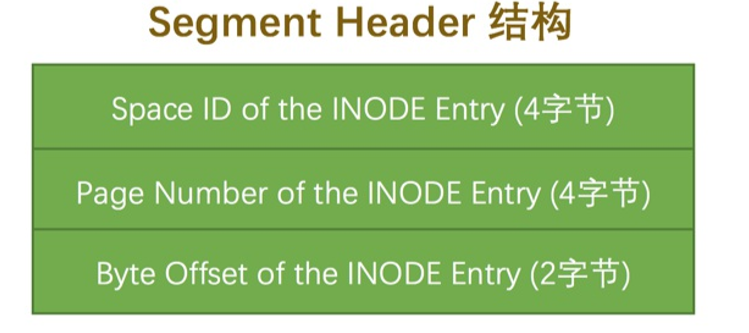 Segment Header 结构
Space ID of the INODE Entry (4字节)
Page Number of the INODE Entry (4字节)
Byte Offset of the INODE Entry (2字节)